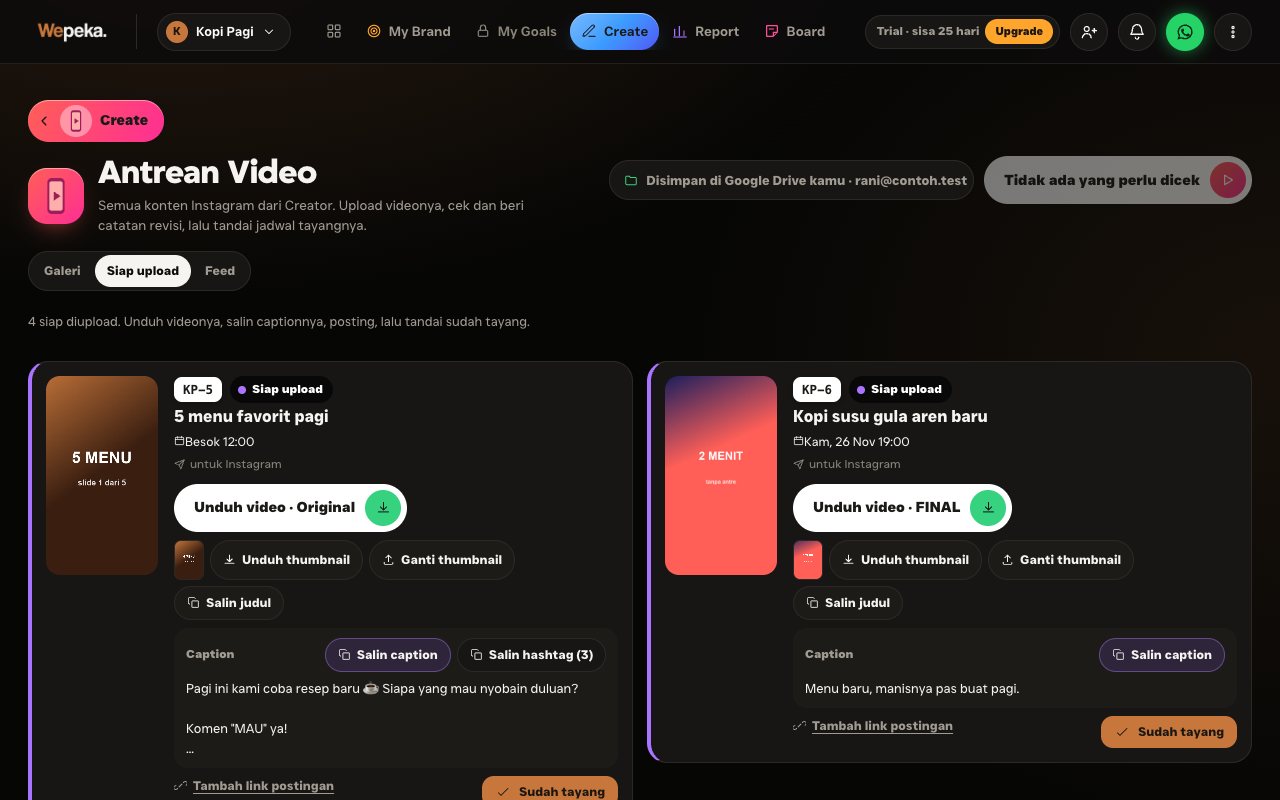 Wepeka.
K Kopi Pagi
My Brand
My Goals
Create
Report
Board
Trial · sisa 25 hari
Upgrade
Create
Antrean Video
Semua konten Instagram dari Creator. Upload videonya, cek dan beri
catatan revisi, lalu tandai jadwal tayangnya.
Disimpan di Google Drive kamu · rani@contoh.test
Tidak ada yang perlu dicek
Galeri
Siap upload
Feed
4 siap diupload. Unduh videonya, salin captionnya, posting, lalu tandai sudah tayang.
5 MENU
slide 1 dari 5
KP–5
Siap upload
5 menu favorit pagi
Besok 12:00
untuk Instagram
Unduh video · Original
Unduh thumbnail
Ganti thumbnail
Salin judul
Caption
Salin caption
Salin hashtag (3)
Pagi ini kami coba resep baru ☕ Siapa yang mau nyobain duluan?
Komen "MAU" ya!
...
Tambah link postingan
Sudah tayang
2 MENIT
tanpa antre
KP–6
Siap upload
Kopi susu gula aren baru
Kam, 26 Nov 19:00
untuk Instagram
Unduh video · FINAL
Unduh thumbnail
Ganti thumbnail
Salin judul
Caption
Salin caption
Menu baru, manisnya pas buat pagi.
Tambah link postingan
Sudah tayang